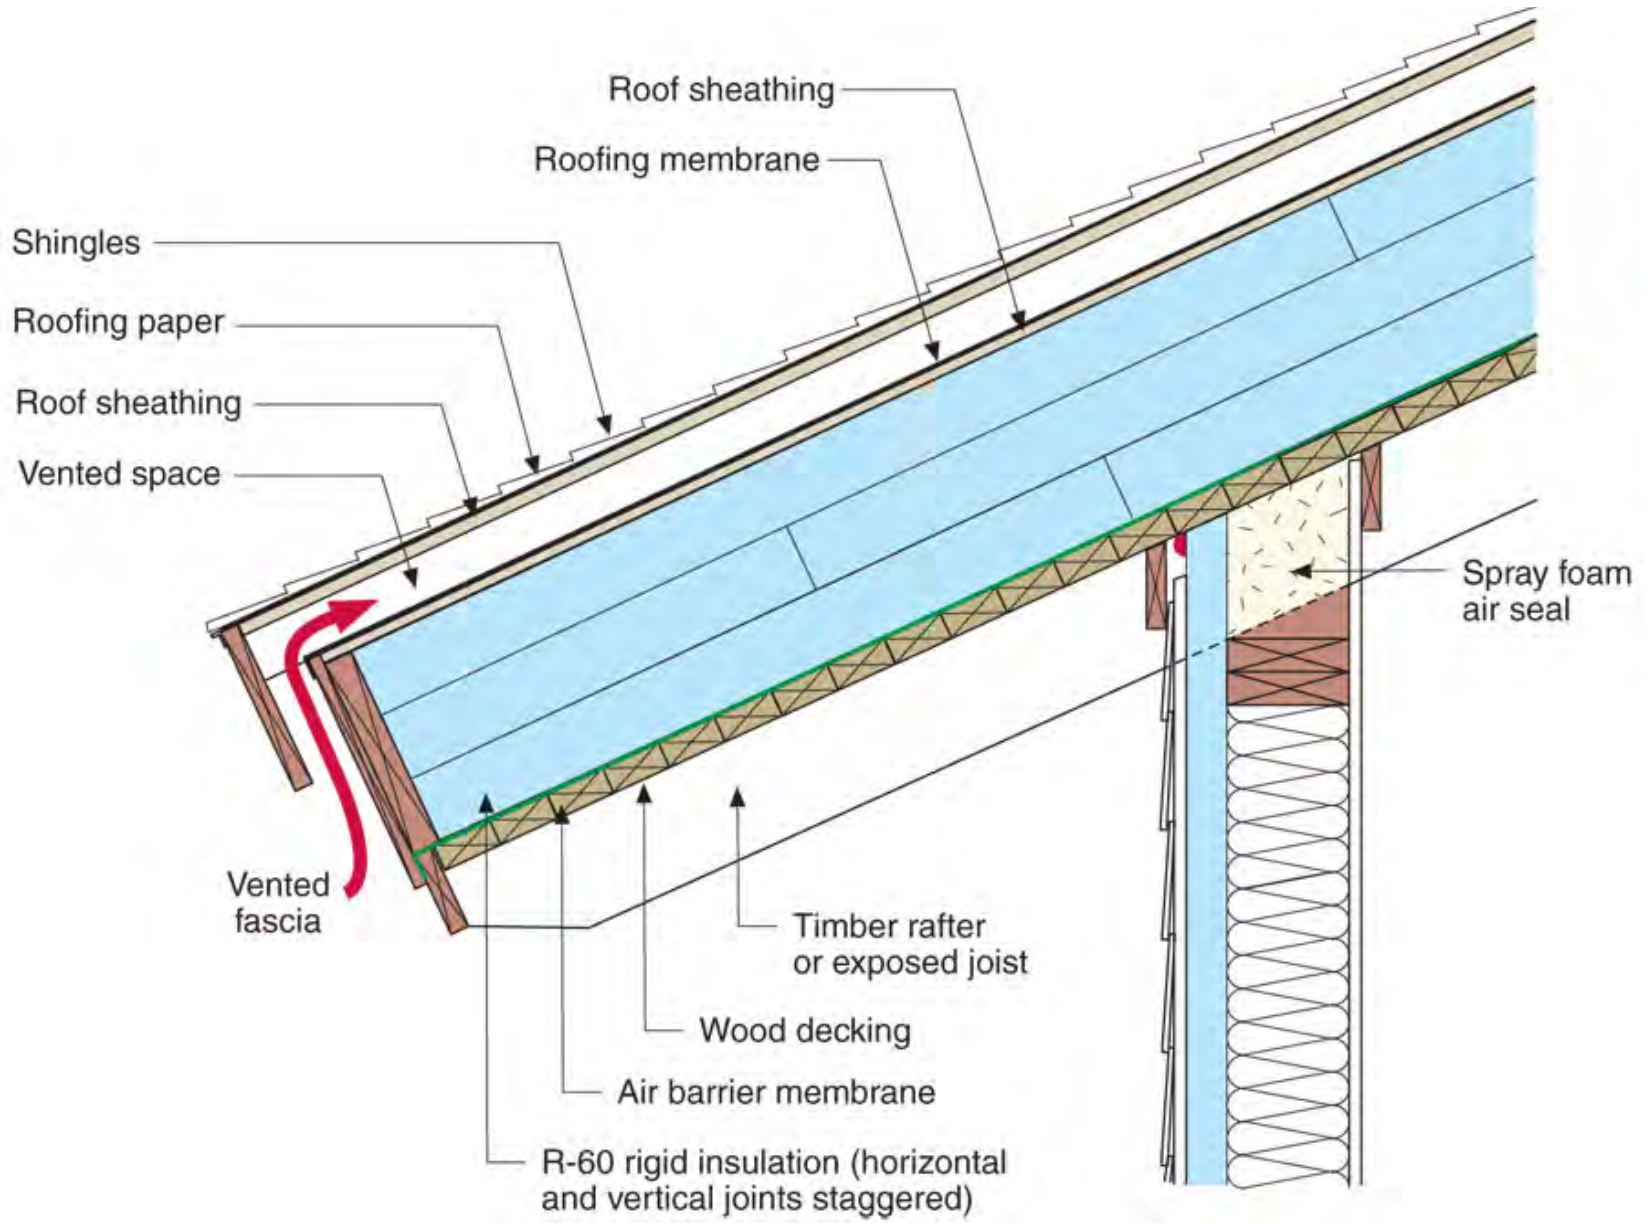 Roof sheathing
Roofing membrane
Shingles
Roofing paper
Roof sheathing
Vented space
Spray foam
air seal
Vented
fascia
Timber rafter
or exposed joist
Wood decking
Air barrier membrane
R-60 rigid insulation (horizontal
and vertical joints staggered)